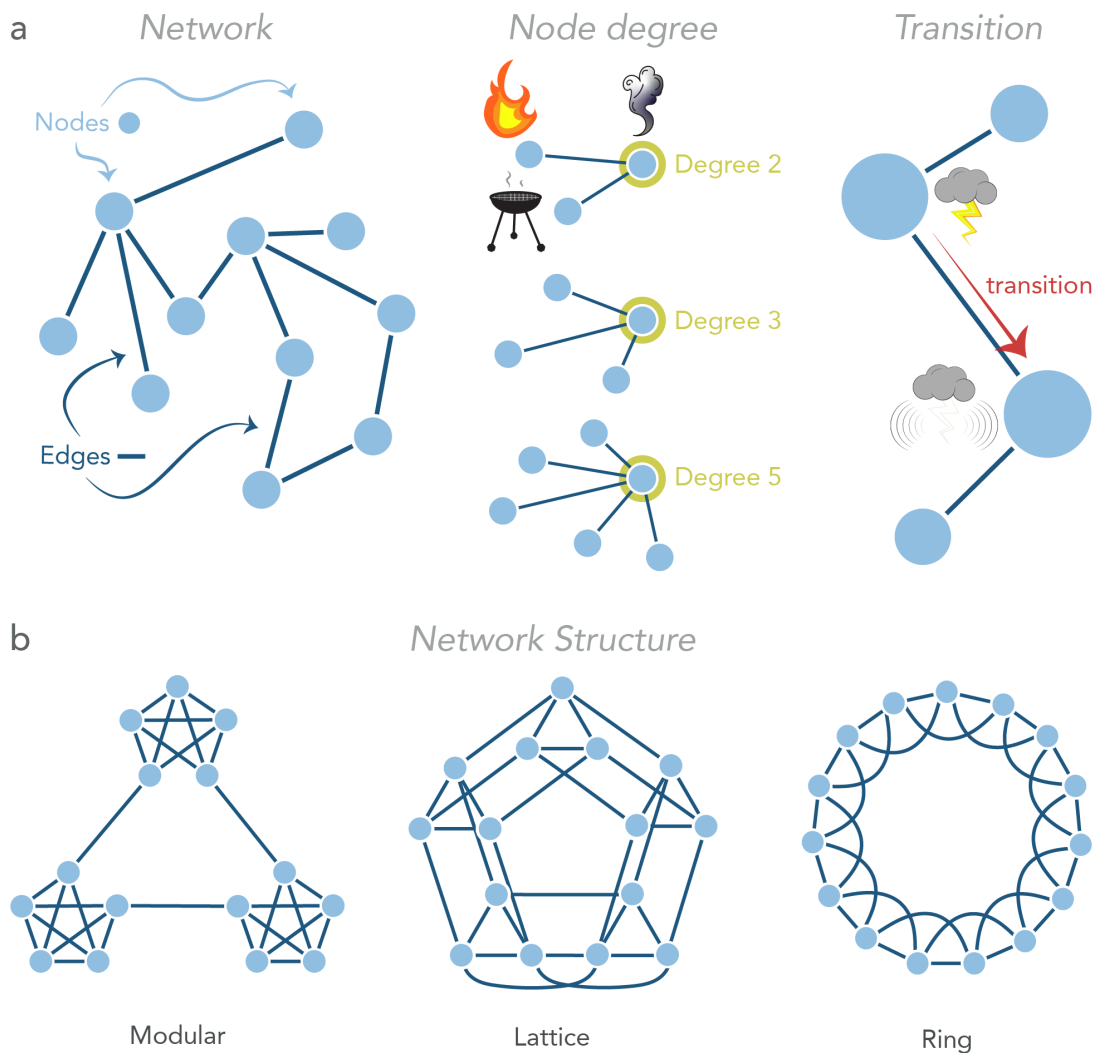 a
Network
Node degree
Transition
Nodes
Degree 2
transition
Degree 3
Edges
Degree 5
b
Network Structure
Modular
Lattice
Ring